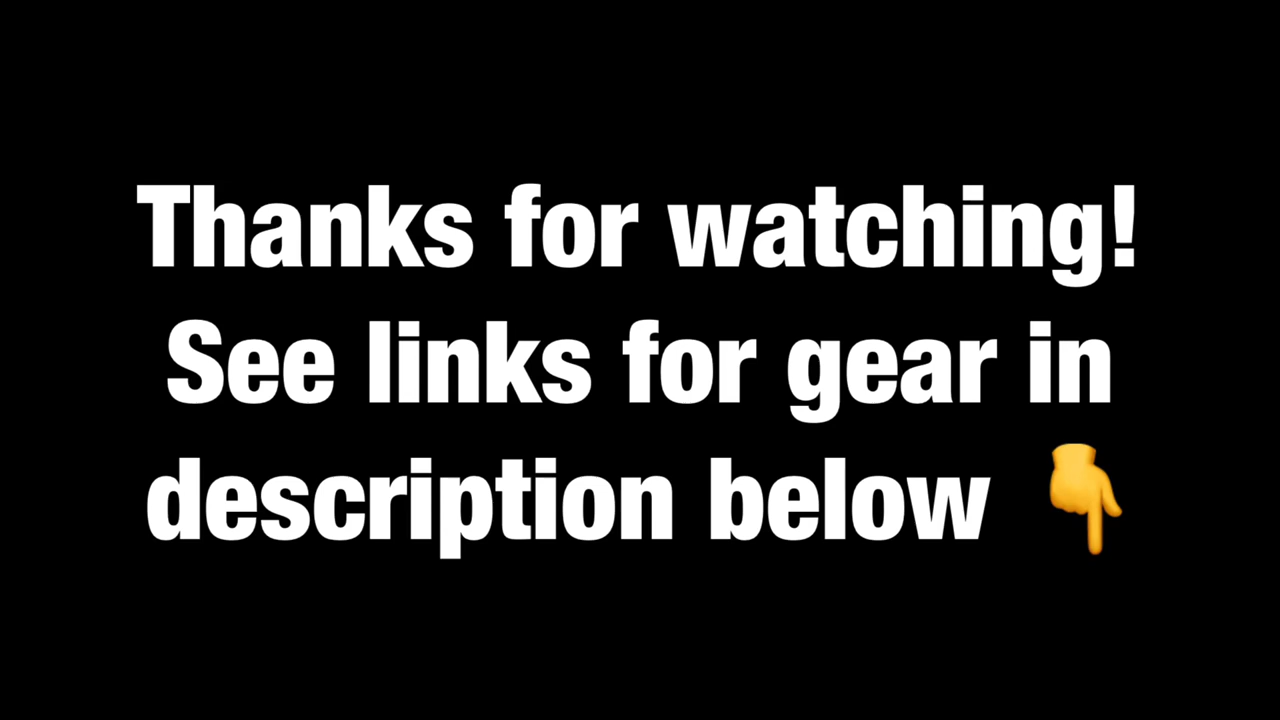 Thanks for watching!
See links for gear in
description below 👇